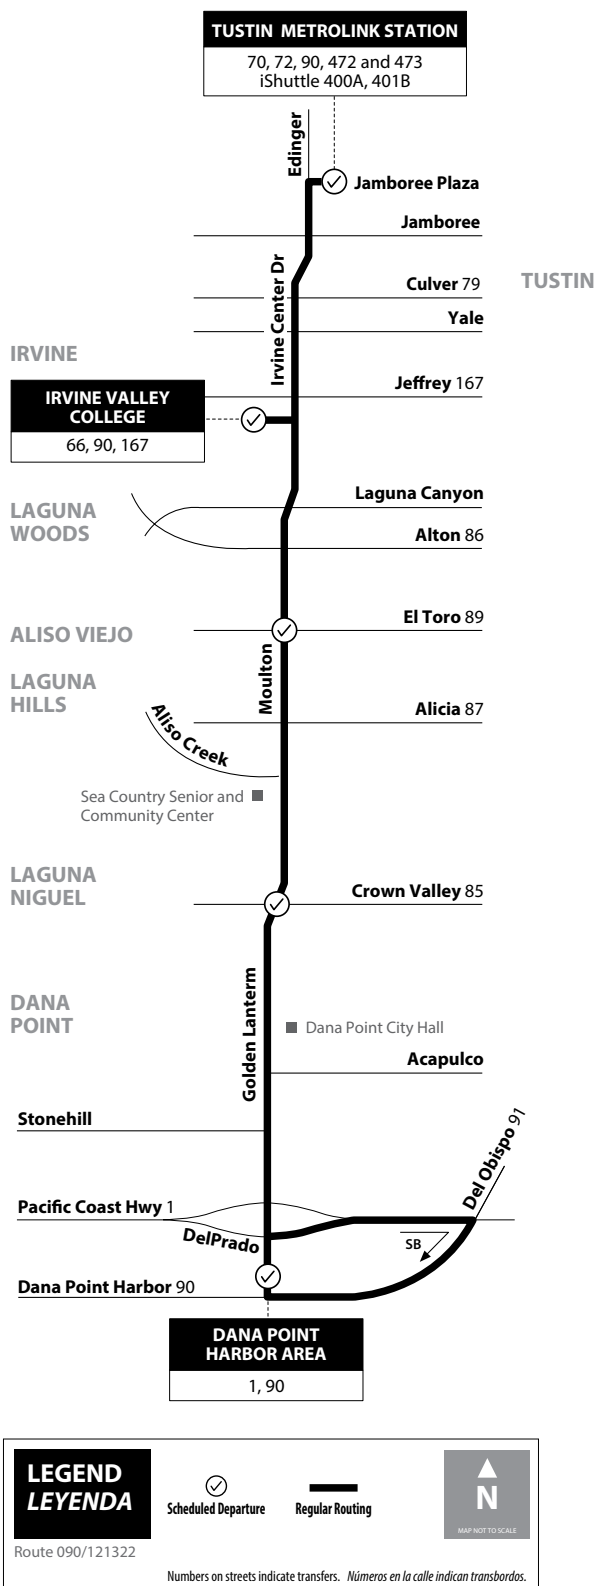 TUSTIN METROLINK STATION
70, 72, 90, 472 and 473
iShuttle 400A, 401B
Edinger
Jamboree Plaza
Jamboree
Irvine Center Dr
Culver 79
TUSTIN
Yale
IRVINE
Jeffrey 167
IRVINE VALLEY
COLLEGE
66, 90, 167
Laguna Canyon
LAGUNA
WOODS
Alton 86
El Toro 89
ALISO VIEJO
Moulton
LAGUNA
HILLS
Alicia 87
Aliso Creek
Sea Country Senior and
Community Center
LAGUNA
NIGUEL
Crown Valley 85
Golden Lanterm
DANA
POINT
Dana Point City Hall
Acapulco
Stonehill
Del Obispo 91
Pacific Coast Hwy 1
DelPrado
SB
Dana Point Harbor 90
DANA POINT
HARBOR AREA
1, 90
LEGEND
LEYENDA
Scheduled Departure
Regular Routing
N
MAP NOT TO SCALE
Route 090/121322
Numbers on streets indicate transfers. Números en la calle indican transbordos.